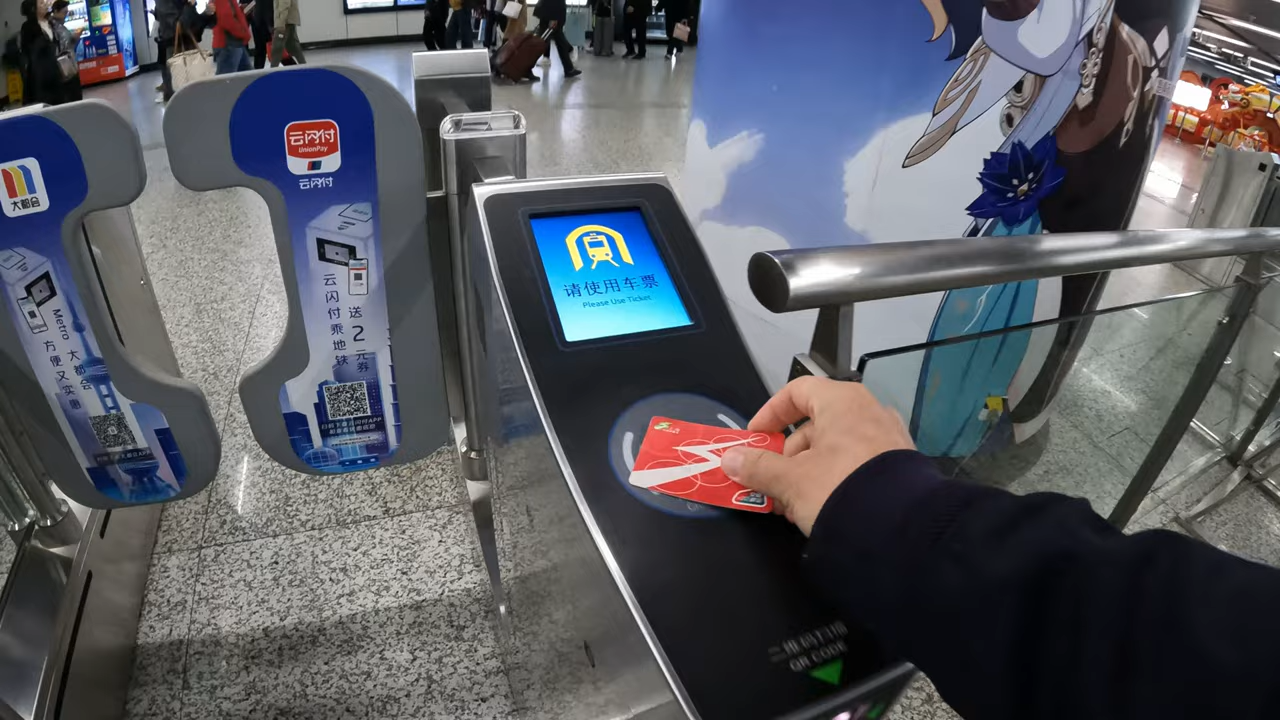 大都会
Metro 大都会
方便又实惠
云闪付
UnionPay
云闪付
云闪付乘地铁
送2元券
请使用车票
Please Use Ticket
二维码扫描
QR CODE